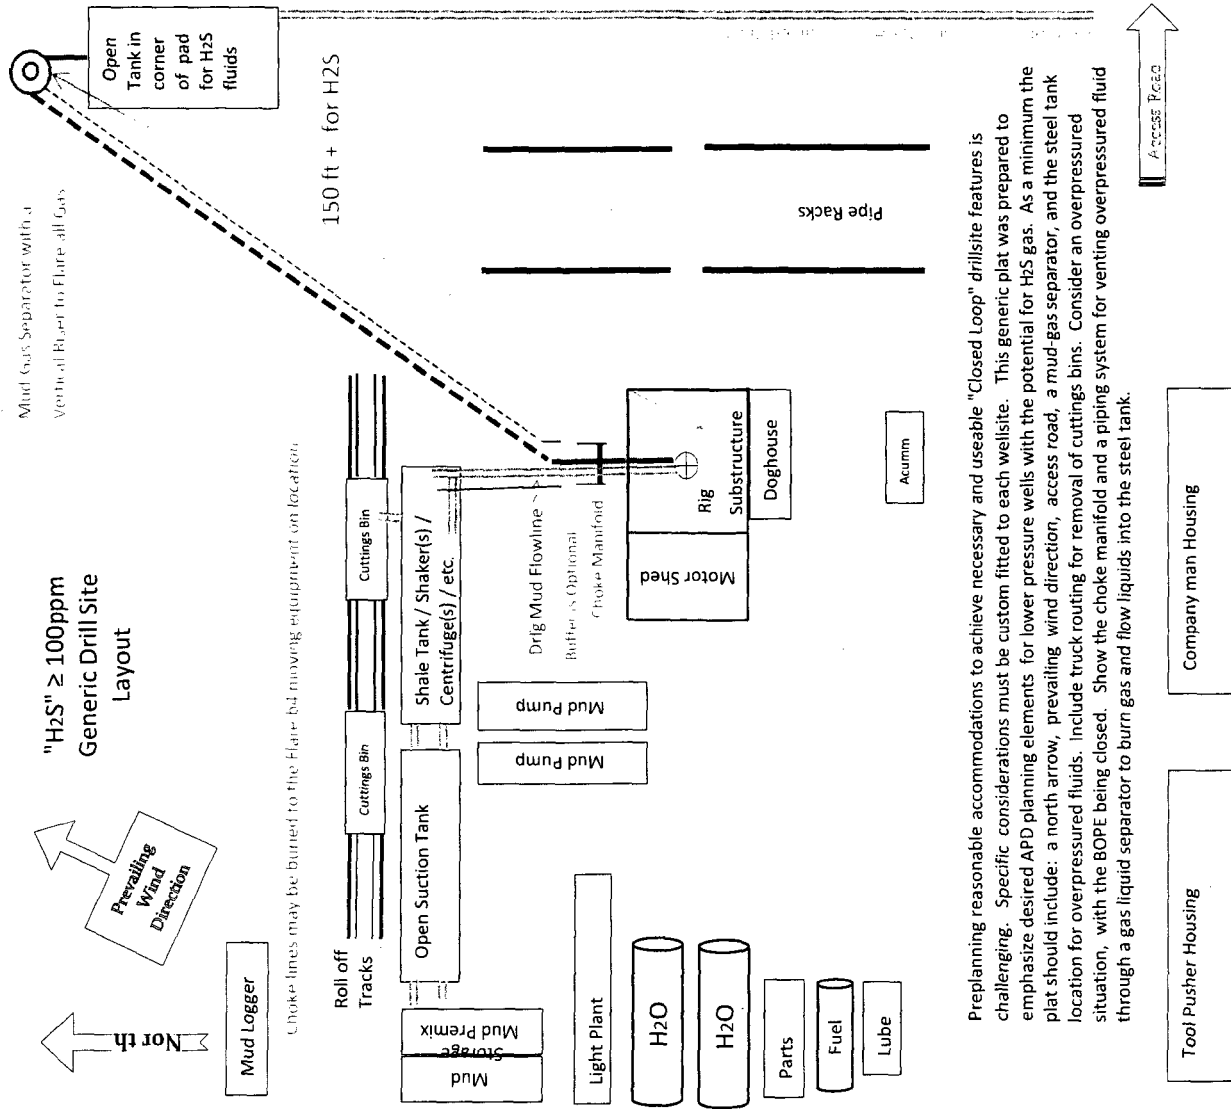 "H2S" ≥ 100ppm
Generic Drill Site
Layout
Prevailing
Wind
Direction
North
Mud Logger
Mud Gas Separator with a
Vertical Riser to Flare all Gas
Open
Tank in
corner
of pad
for H2S
fluids
150 ft + for H2S
Choke lines may be buried to the Flare b4 moving equipment on location
Roll off
Tracks
Cuttings Bin
Cuttings Bin
Mud
Storage
Mud Premix
Open Suction Tank
Shale Tank / Shaker(s) /
Centrifuge(s) / etc.
Mud Pump
Mud Pump
Drlg Mud Flowline
Buffer is Optional
Choke Manifold
Light Plant
H2O
H2O
Parts
Fuel
Lube
Motor Shed
Rig
Substructure
Doghouse
Acumm
Pipe Racks
Access Road
Preplanning reasonable accommodations to achieve necessary and useable "Closed Loop" drillsite features is
challenging. Specific considerations must be custom fitted to each wellsite. This generic plat was prepared to
emphasize desired APD planning elements for lower pressure wells with the potential for H2S gas. As a minimum the
plat should include: a north arrow, prevailing wind direction, access road, a mud-gas separator, and the steel tank
location for overpressured fluids. Include truck routing for removal of cuttings bins. Consider an overpressured
situation, with the BOPE being closed. Show the choke manifold and a piping system for venting overpressured fluid
through a gas liquid separator to burn gas and flow liquids into the steel tank.
Tool Pusher Housing
Company man Housing